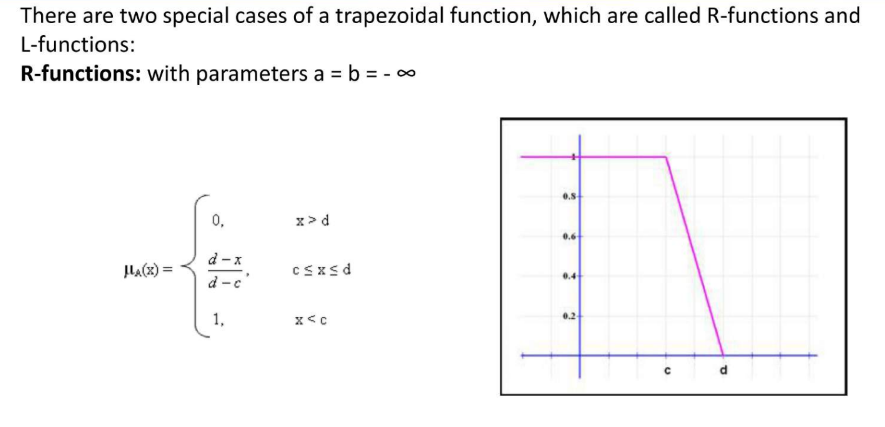 There are two special cases of a trapezoidal function, which are called R-functions and
L-functions:
R-functions: with parameters a = b = - ∞
μA(x) =
0, x > d
d - x
d - c , c ≤ x ≤ d
1, x < c
1
0.8
0.6
0.4
0.2
c d